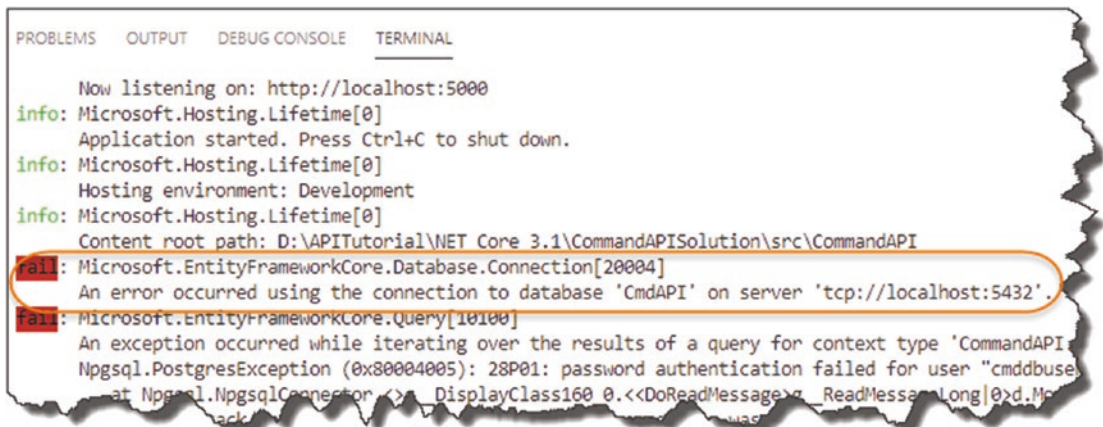 PROBLEMS OUTPUT DEBUG CONSOLE TERMINAL
Now listening on: http://localhost:5000
info: Microsoft.Hosting.Lifetime[0]
Application started. Press Ctrl+C to shut down.
info: Microsoft.Hosting.Lifetime[0]
Hosting environment: Development
info: Microsoft.Hosting.Lifetime[0]
Content root path: D:\APITutorial\NET Core 3.1\CommandAPISolution\src\CommandAPI
fail: Microsoft.EntityFrameworkCore.Database.Connection[20004]
An error occurred using the connection to database 'CmdAPI' on server 'tcp://localhost:5432'.
fail: Microsoft.EntityFrameworkCore.Query[10100]
An exception occurred while iterating over the results of a query for context type 'CommandAPI.
Npgsql.PostgresException (0x80004005): 28P01: password authentication failed for user "cmddbuse
at